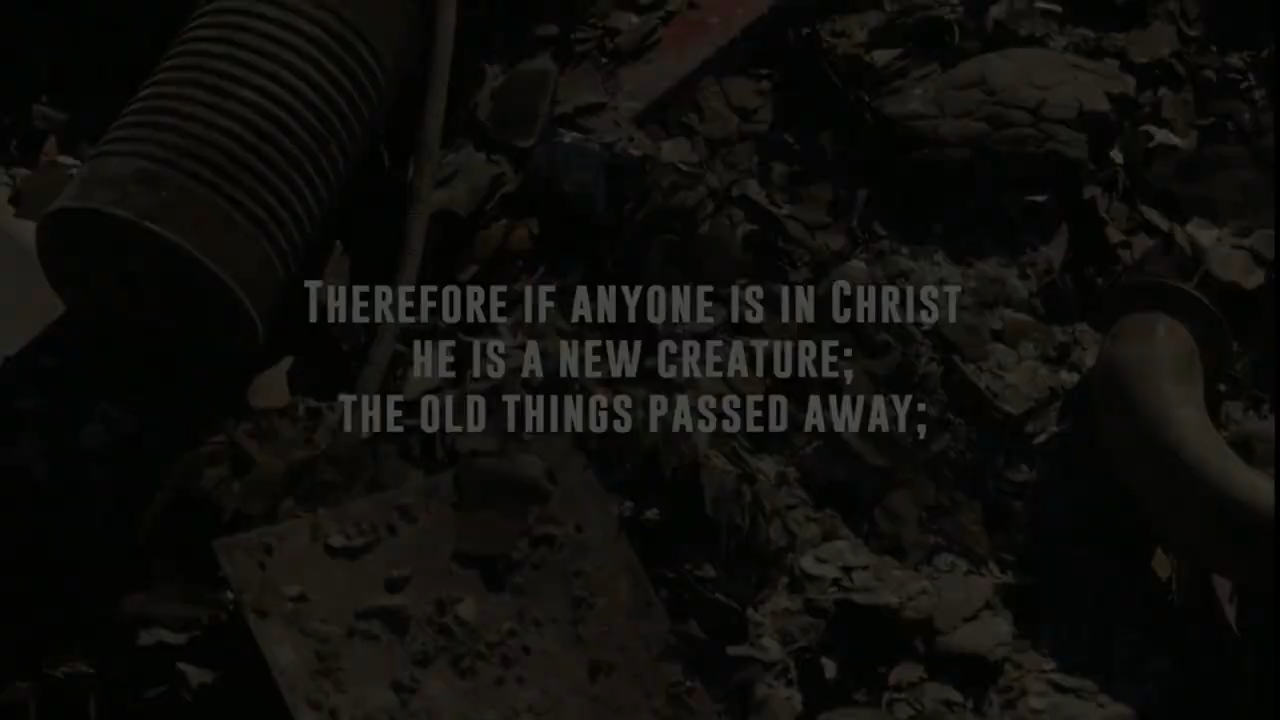 Therefore if anyone is in Christ
he is a new creature;
the old things passed away;